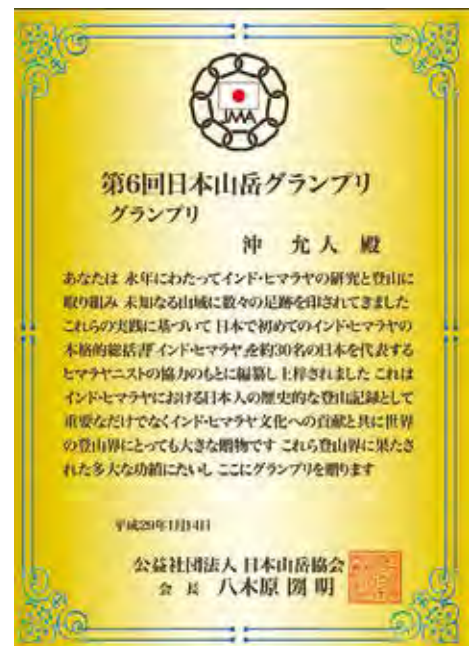 JMA
第6回日本山岳グランプリ
グランプリ
沖 允人 殿
あなたは 永年にわたってインド・ヒマラヤの研究と登山に
取り組み 未知なる山域に数々の足跡を印されてきました
これらの実践に基づいて 日本で初めてのインド・ヒマラヤの
本格的総括書『インド・ヒマラヤ』を約30名の日本を代表する
ヒマラヤニストの協力のもとに編纂し上梓されました これは
インド・ヒマラヤにおける日本人の歴史的な登山記録として
重要なだけでなくインド・ヒマラヤ文化への貢献と共に世界
の登山界にとっても大きな贈物です これら登山界に果たさ
れた多大な功績にたいし ここにグランプリを贈ります
平成29年1月14日
公益社団法人 日本山岳協会
会 長 八木原 圀明